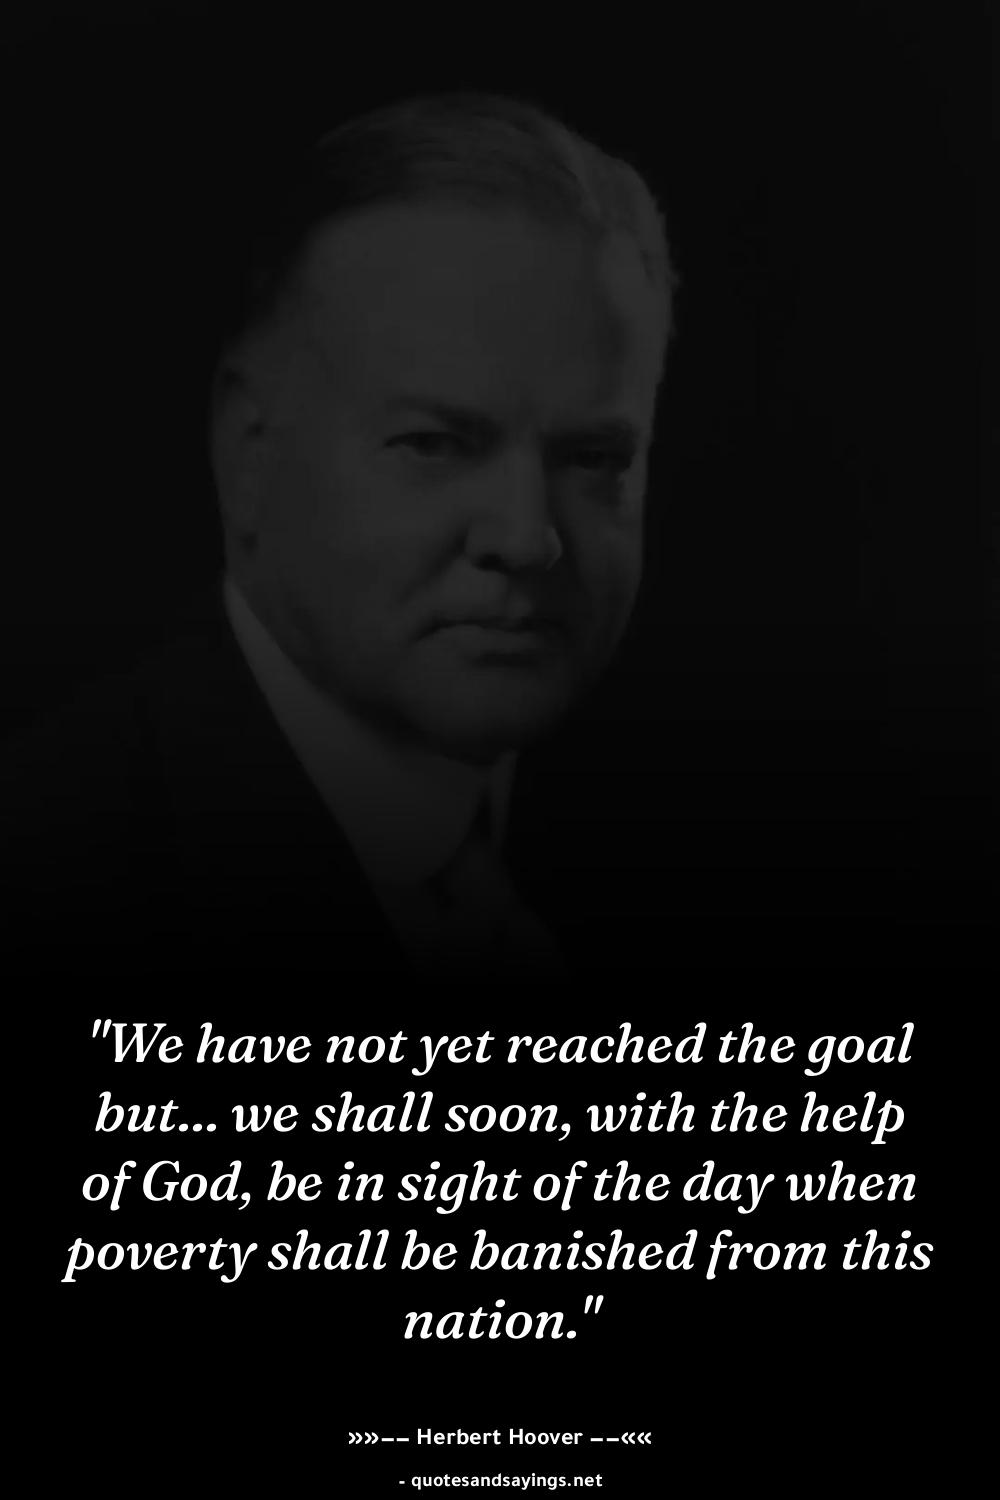 "We have not yet reached the goal
but... we shall soon, with the help
of God, be in sight of the day when
poverty shall be banished from this
nation."
»»–– Herbert Hoover ––««
- quotesandsayings.net